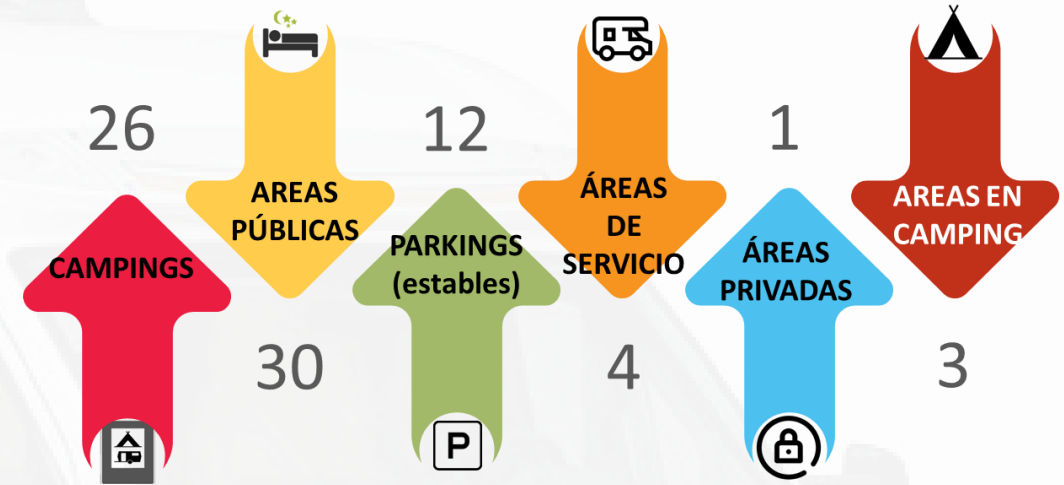 26
CAMPINGS
AREAS
PÚBLICAS
30
12
PARKINGS
(estables)
P
ÁREAS
DE
SERVICIO
4
1
ÁREAS
PRIVADAS
AREAS EN
CAMPING
3